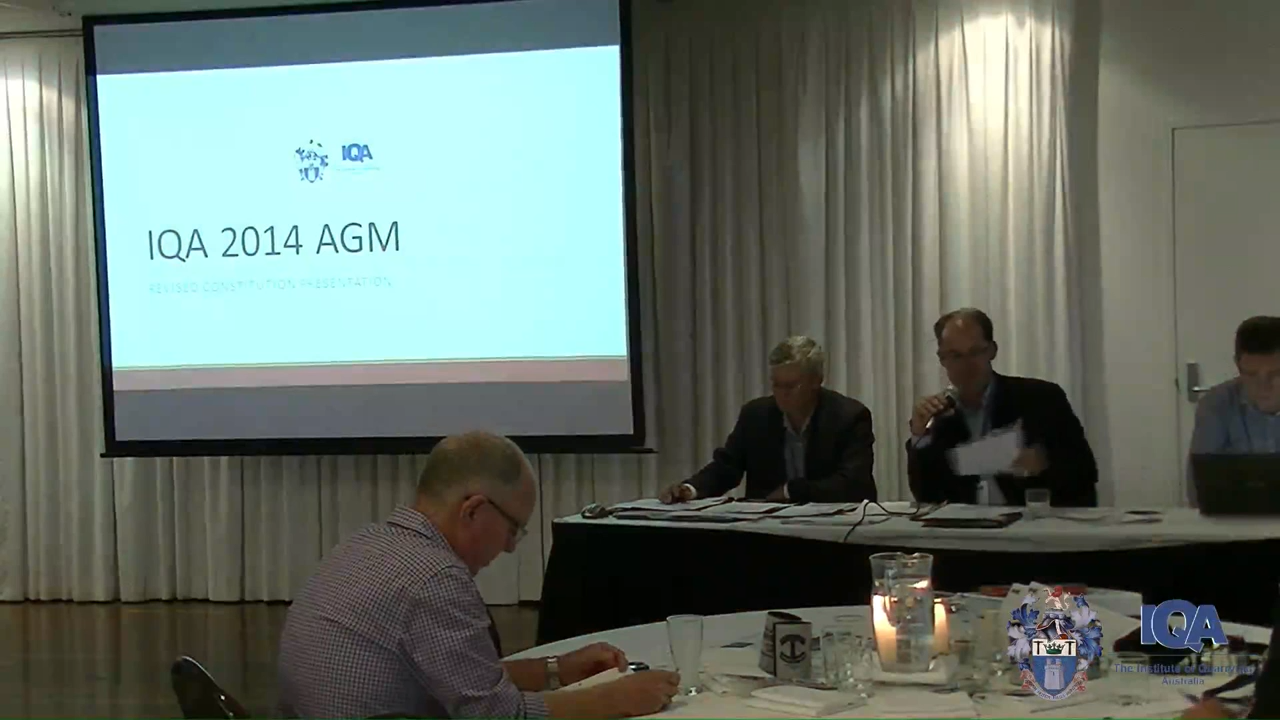 IQA
IQA 2014 AGM
REVISED CONSTITUTION PRESENTATION
IQA
The Institute of Quarrying
Australia
T T